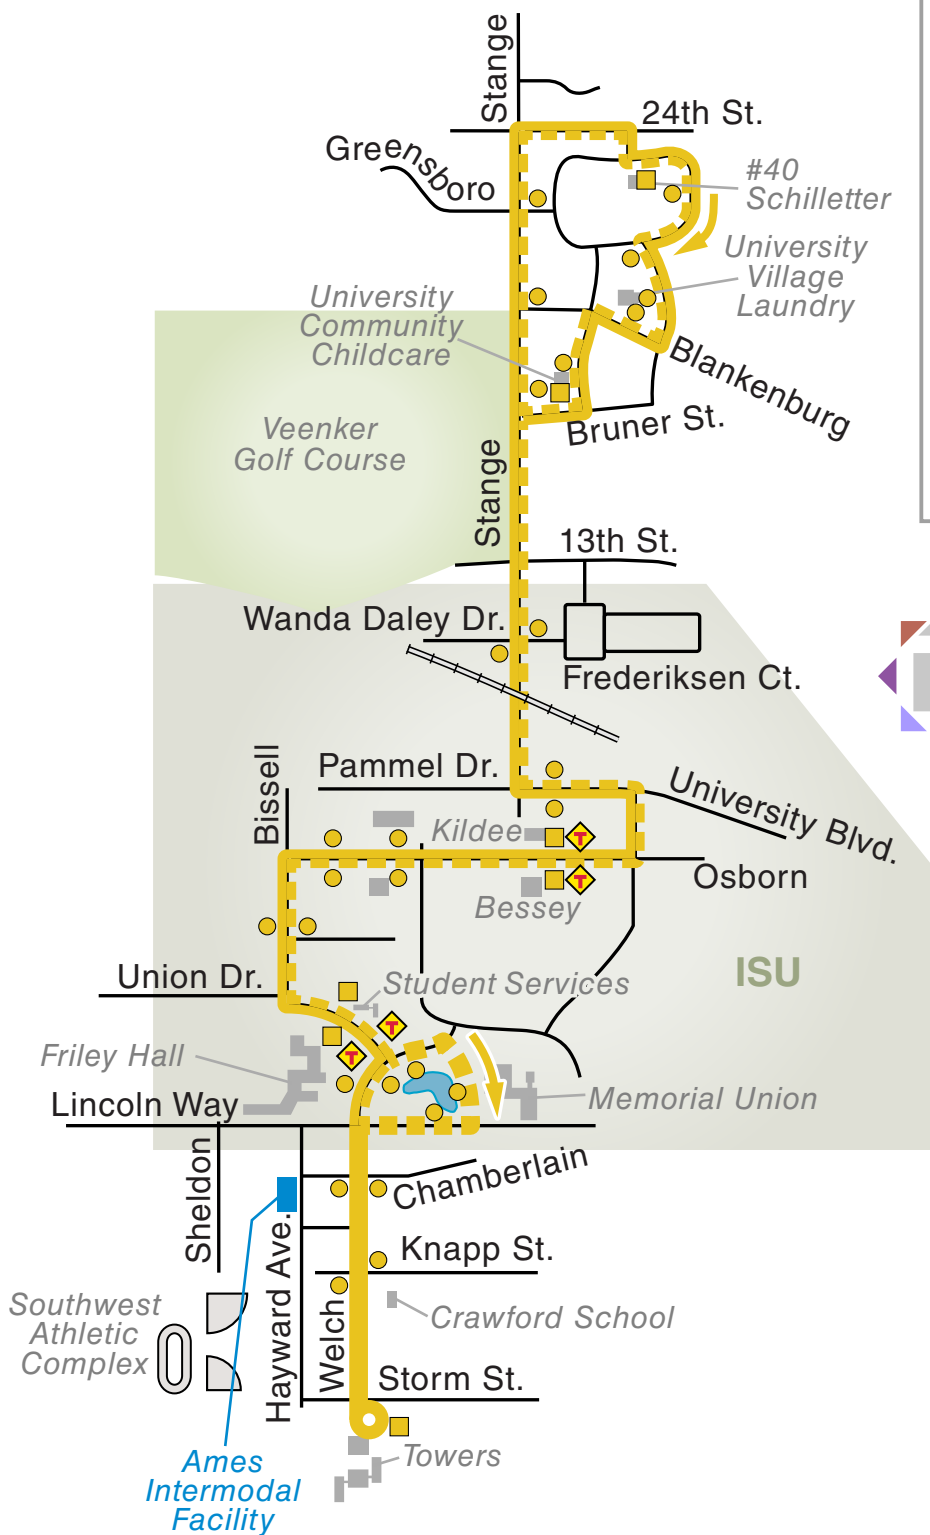 Stange
24th St.
Greensboro
#40
Schilletter
University
Village
Laundry
University
Community
Childcare
Blankenburg
Bruner St.
Veenker
Golf Course
Stange
13th St.
Wanda Daley Dr.
Frederiksen Ct.
Bissell
Pammel Dr.
University Blvd.
Kildee
T
Osborn
T
Bessey
ISU
Union Dr.
Student Services
T
T
Friley Hall
Memorial Union
Lincoln Way
Sheldon
Chamberlain
Hayward Ave.
Knapp St.
Southwest
Athletic
Complex
Welch
Crawford School
Storm St.
Towers
Ames
Intermodal
Facility